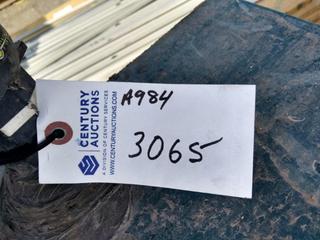 CENTURY
AUCTIONS
A DIVISION OF CENTURY SERVICES
WWW.CENTURYAUCTIONS.COM
A984
3065